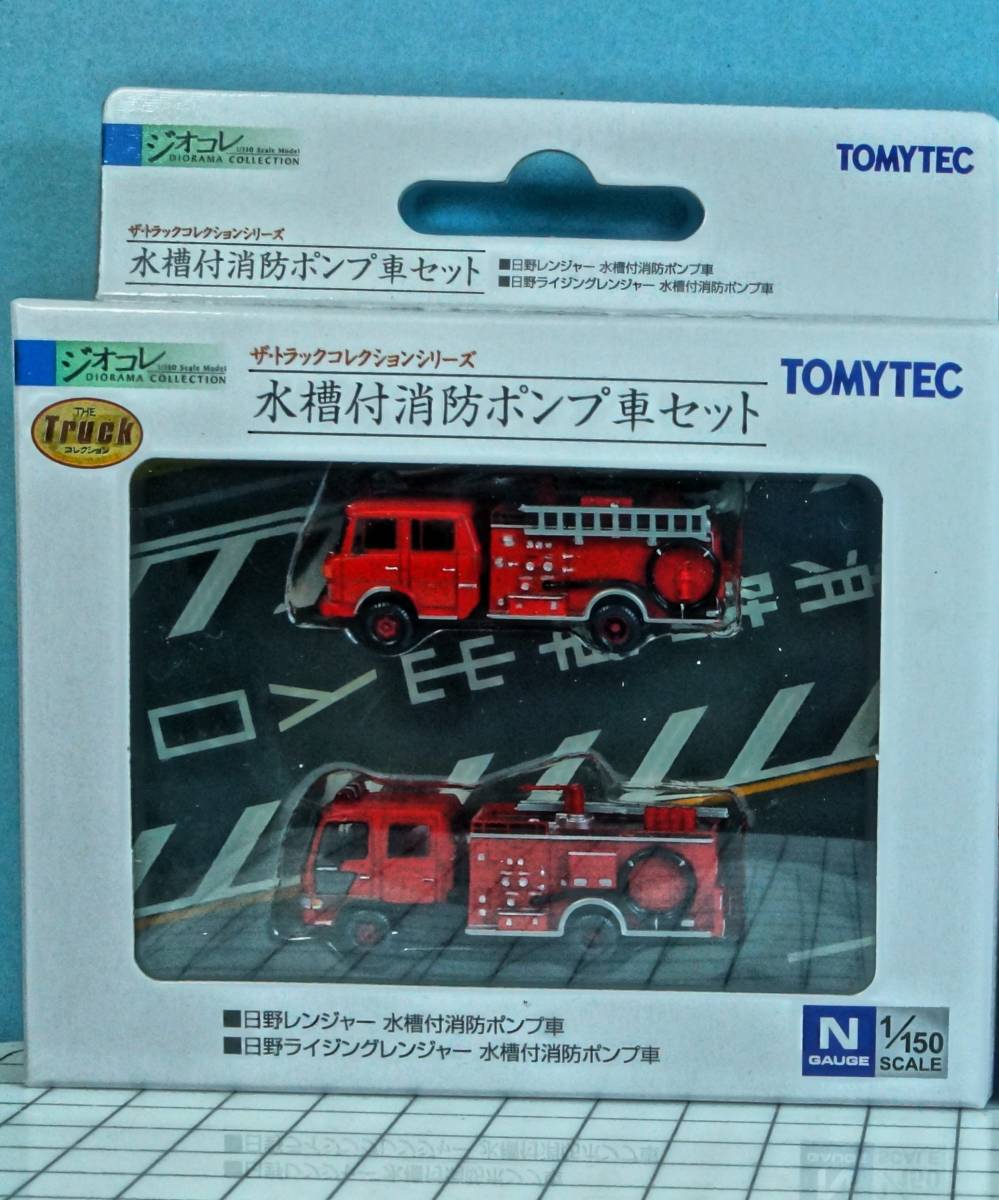 ジオコレ
1/150 Scale Model
DIORAMA COLLECTION
TOMYTEC
ザ・トラックコレクションシリーズ
水槽付消防ポンプ車セット
■日野レンジャー 水槽付消防ポンプ車
■日野ライジングレンジャー 水槽付消防ポンプ車
ジオコレ
1/150 Scale Model
DIORAMA COLLECTION
ザ・トラックコレクションシリーズ
水槽付消防ポンプ車セット
TOMYTEC
THE
Truck
コレクション
■日野レンジャー 水槽付消防ポンプ車
■日野ライジングレンジャー 水槽付消防ポンプ車
N
GAUGE
1/150
SCALE